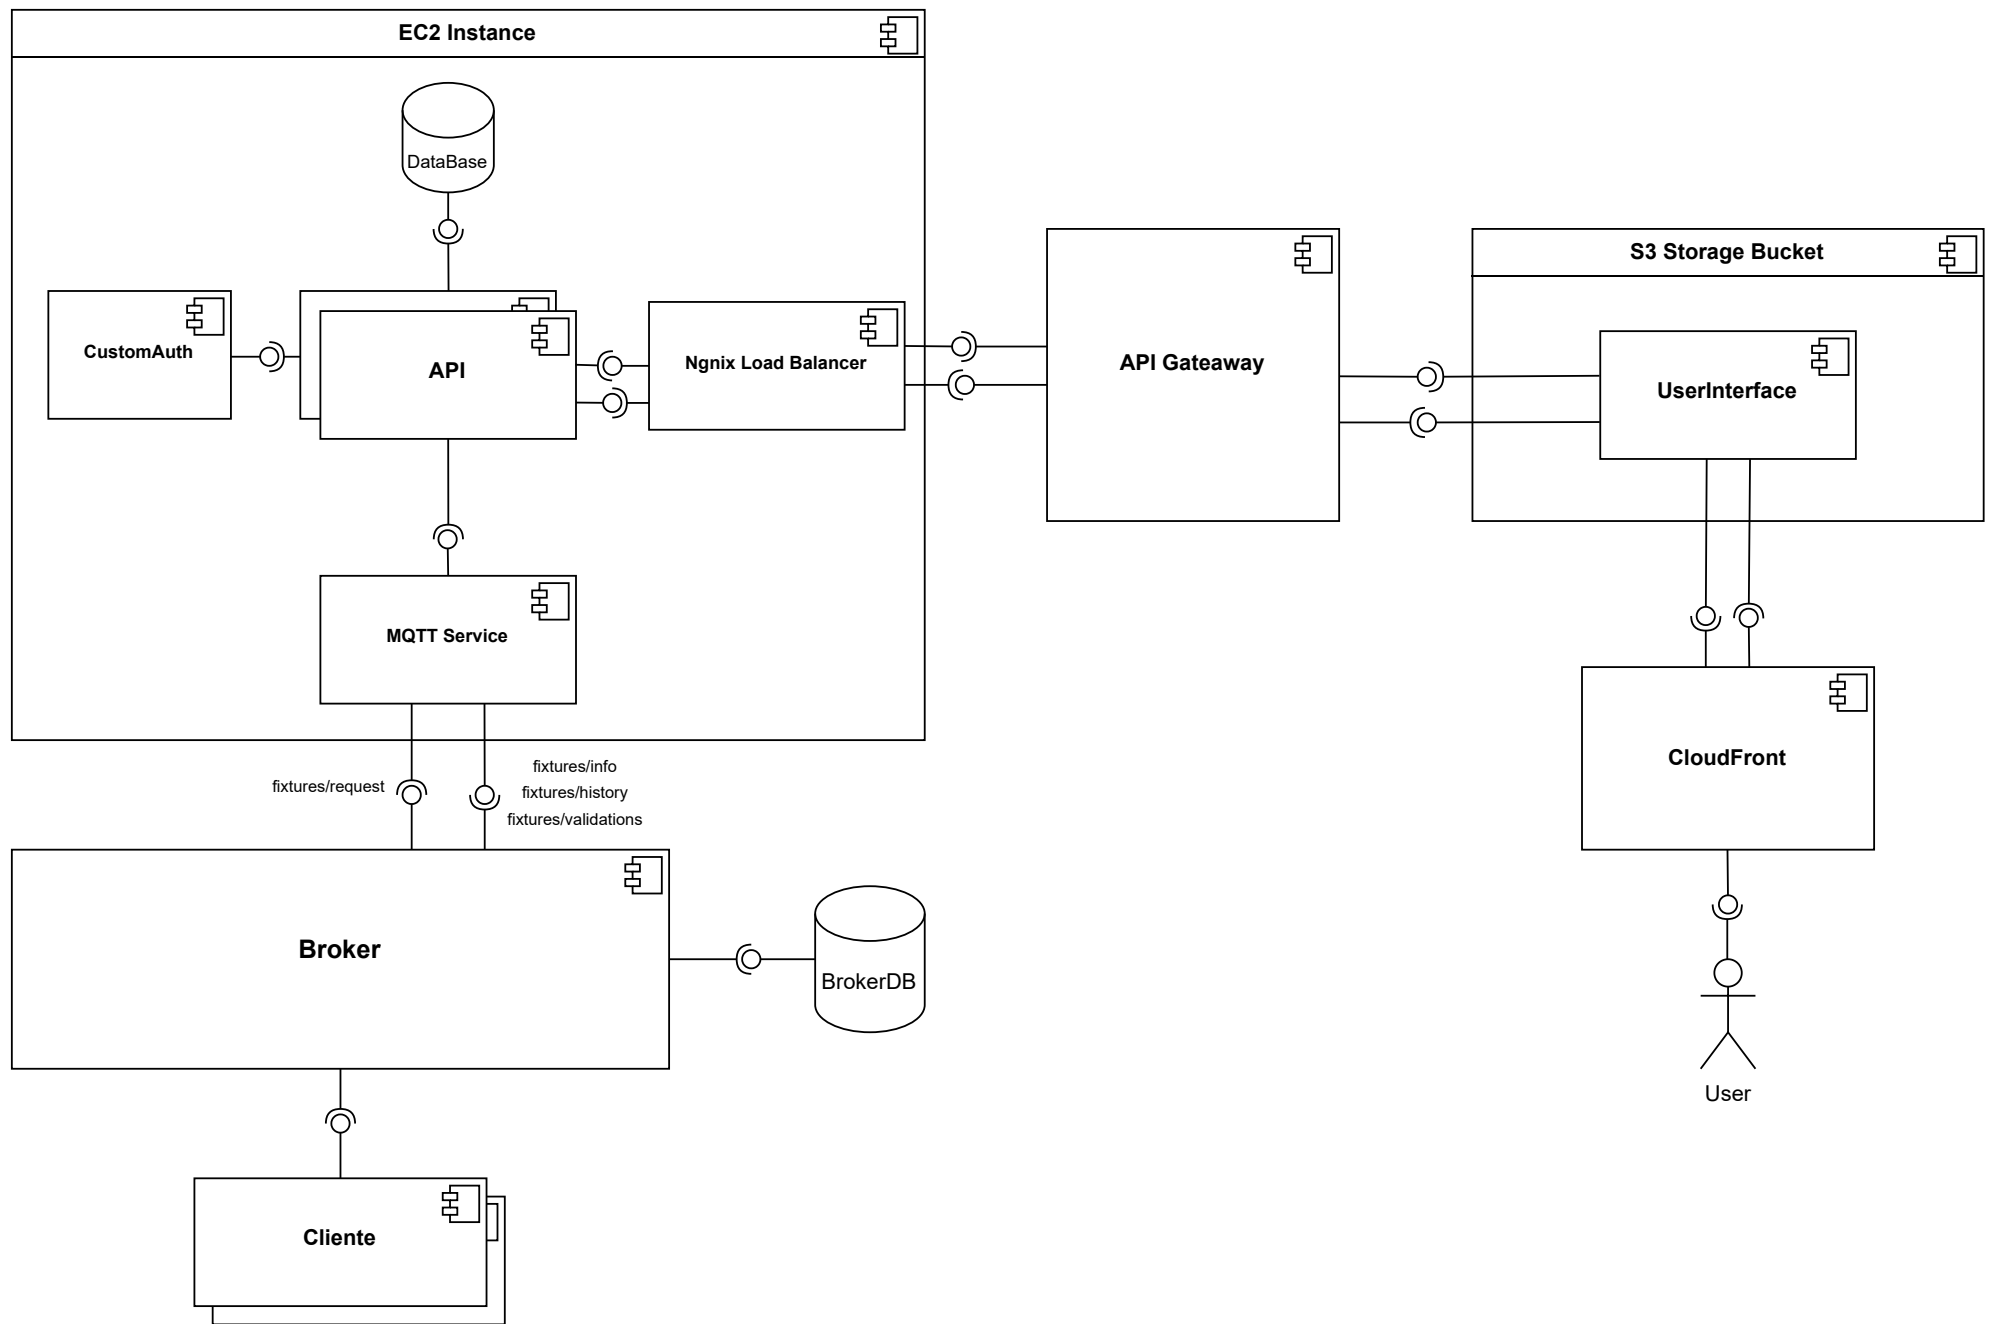 EC2 Instance
DataBase
CustomAuth
API
Ngnix Load Balancer
MQTT Service
API Gateaway
S3 Storage Bucket
UserInterface
CloudFront
User
fixtures/request
fixtures/info
fixtures/history
fixtures/validations
Broker
BrokerDB
Cliente